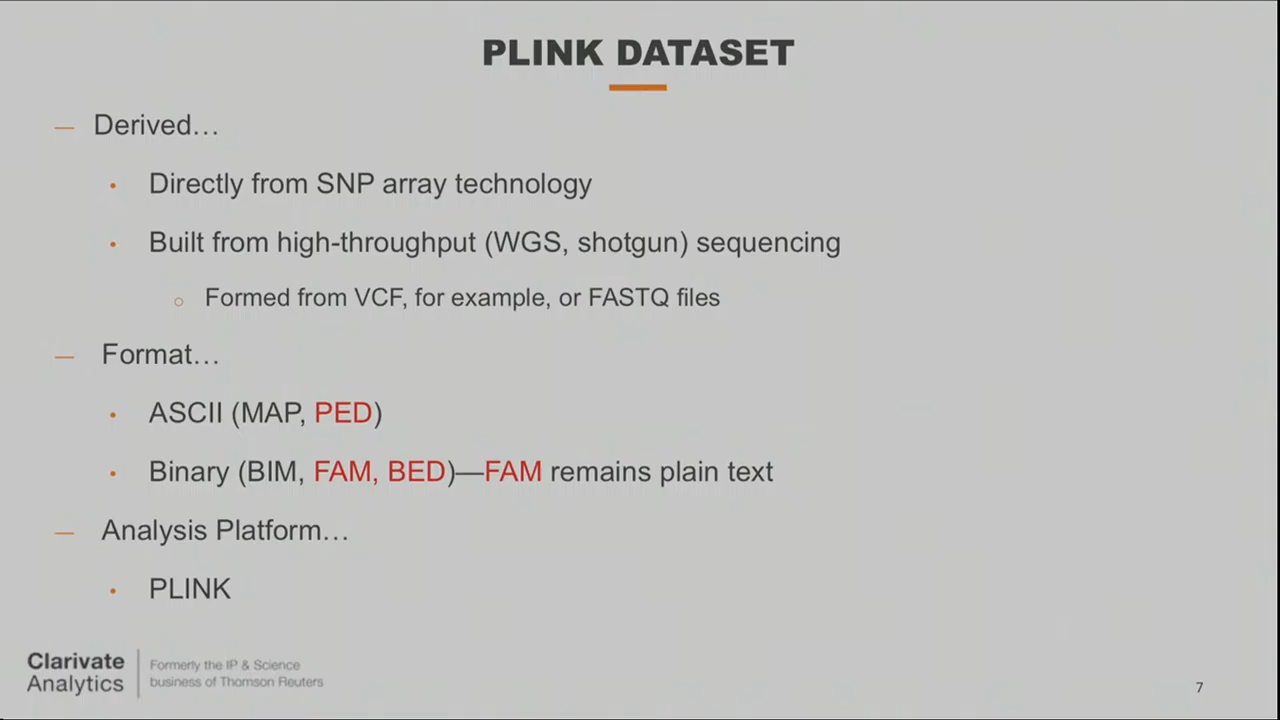 PLINK DATASET
— Derived…
• Directly from SNP array technology
• Built from high-throughput (WGS, shotgun) sequencing
○ Formed from VCF, for example, or FASTQ files
— Format…
• ASCII (MAP, PED)
• Binary (BIM, FAM, BED)—FAM remains plain text
— Analysis Platform…
• PLINK
Clarivate
Analytics
Formerly the IP & Science
business of Thomson Reuters
7